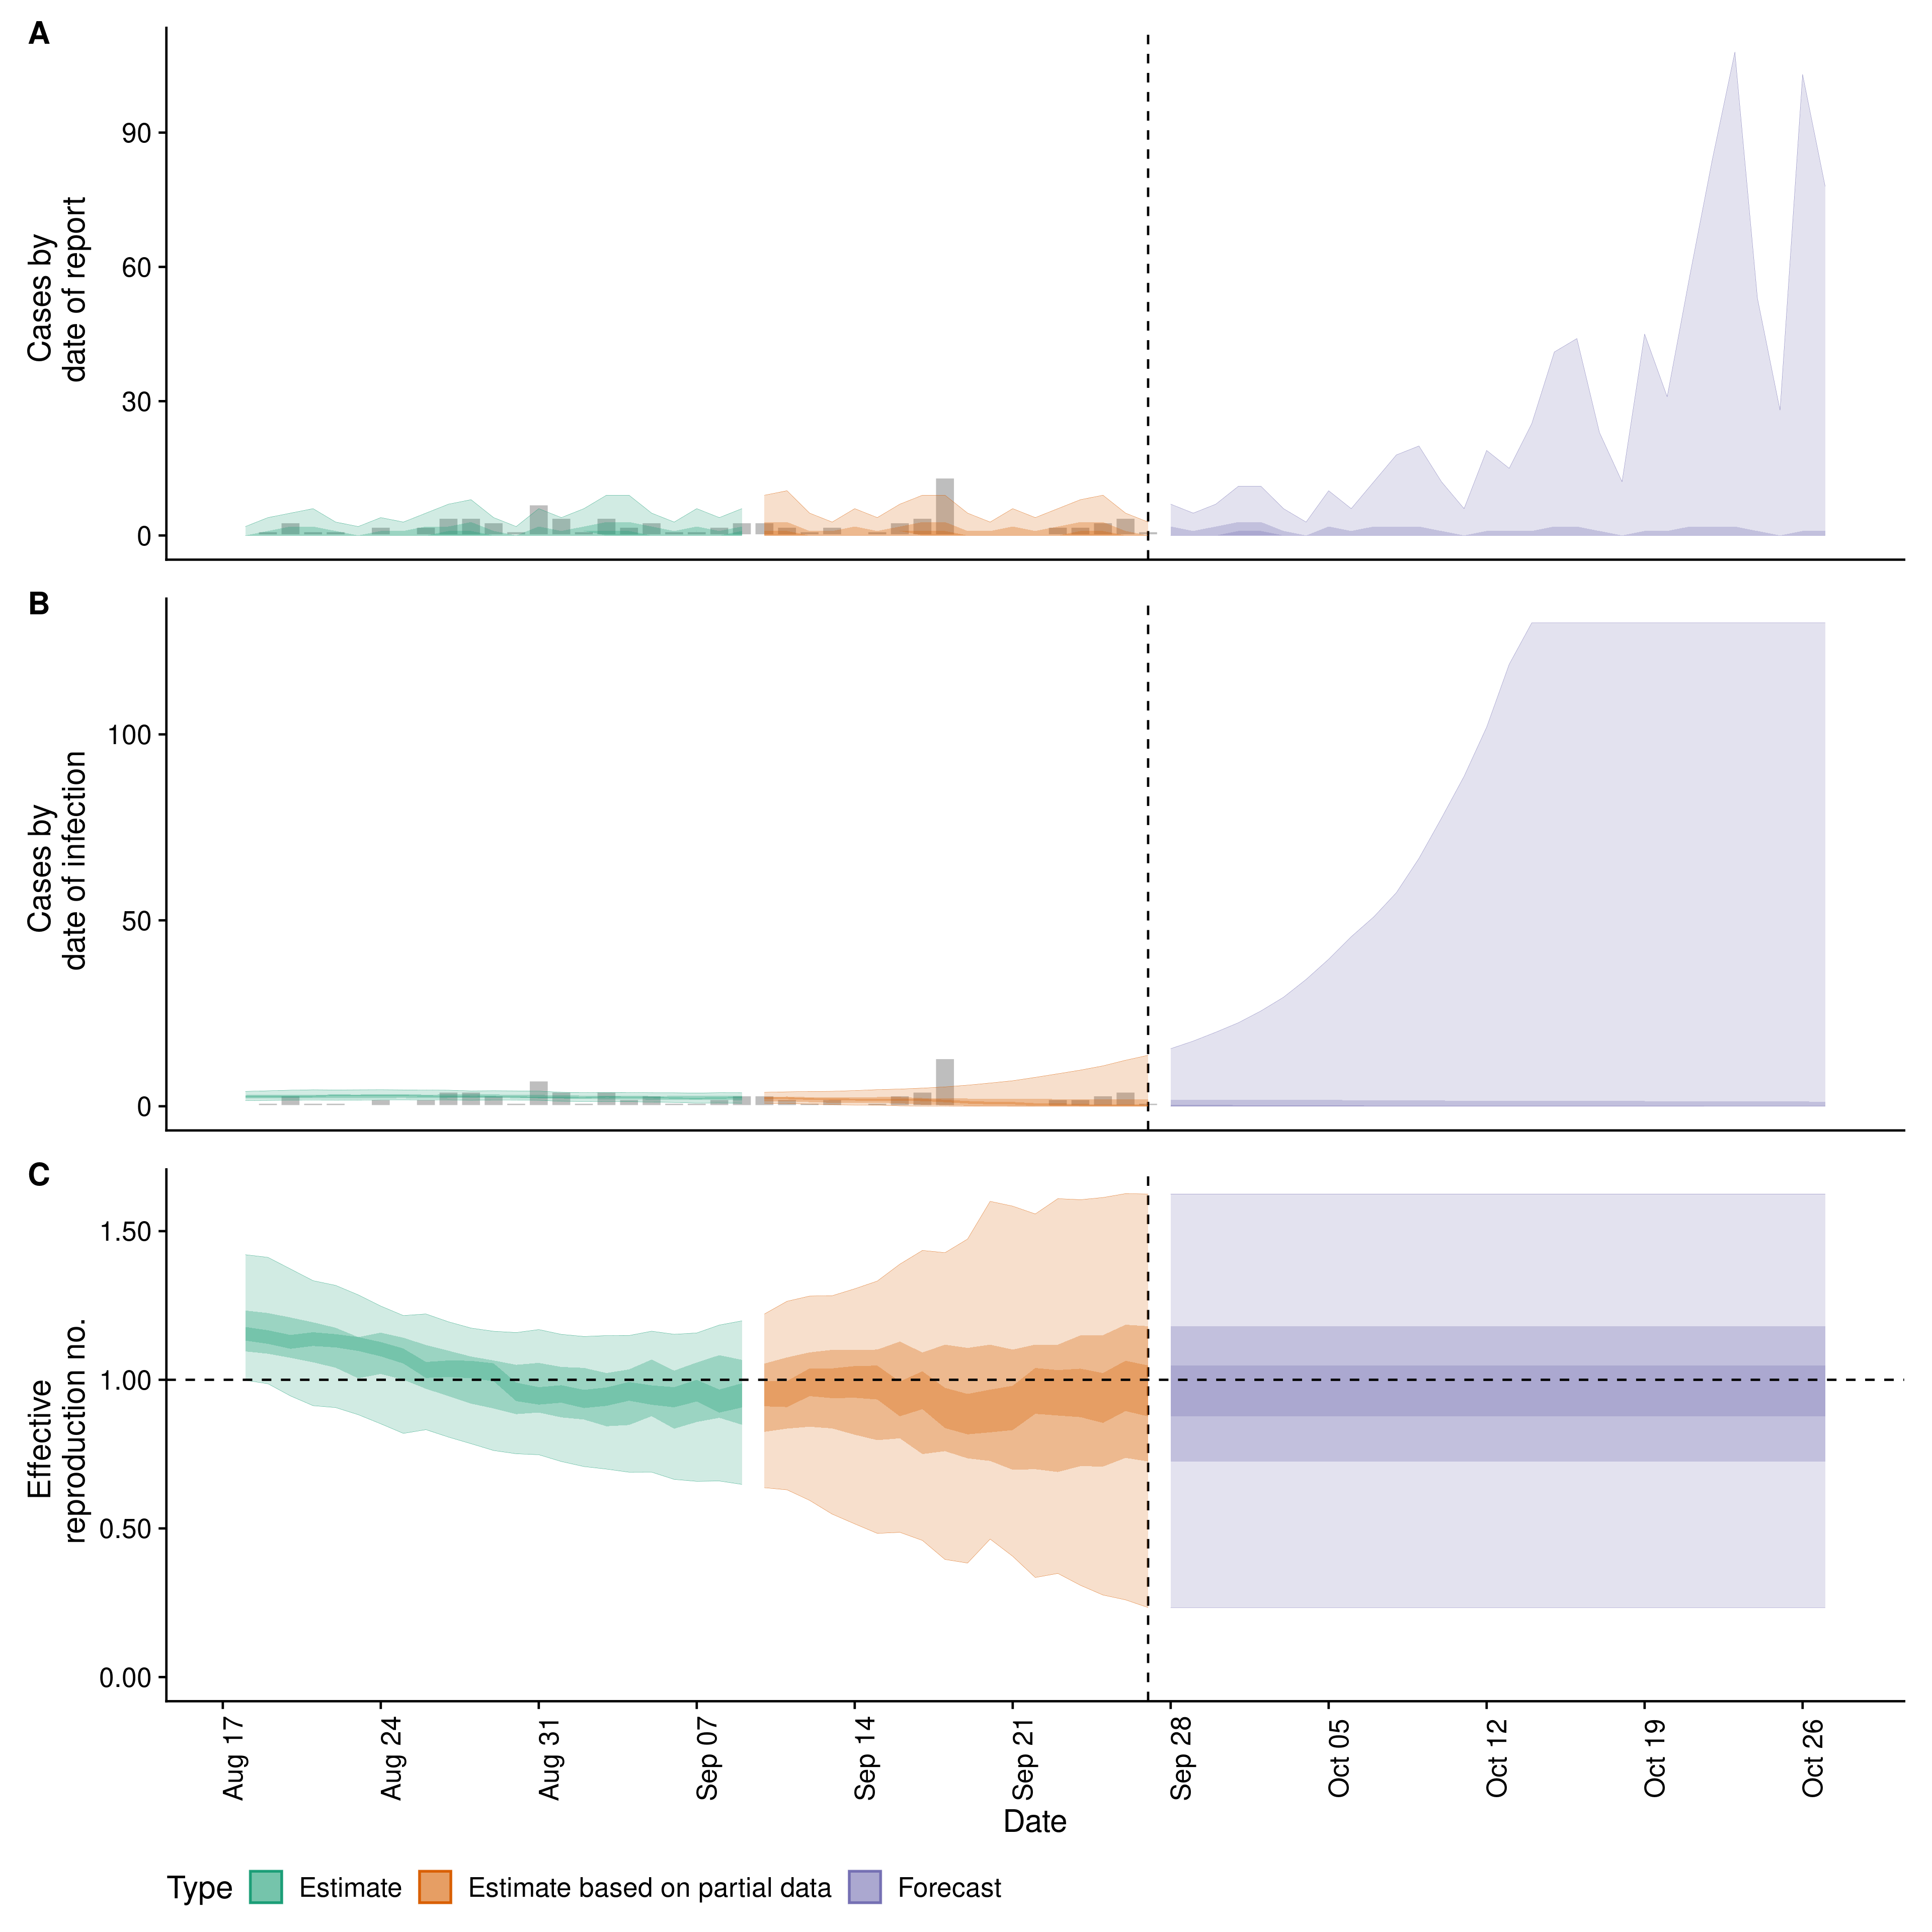 A
Cases by
date of report
90
60
30
0
B
Cases by
date of infection
100
50
0
C
Effective
reproduction no.
1.50
1.00
0.50
0.00
Aug 17
Aug 24
Aug 31
Sep 07
Sep 14
Sep 21
Sep 28
Oct 05
Oct 12
Oct 19
Oct 26
Date
Type Estimate Estimate based on partial data Forecast